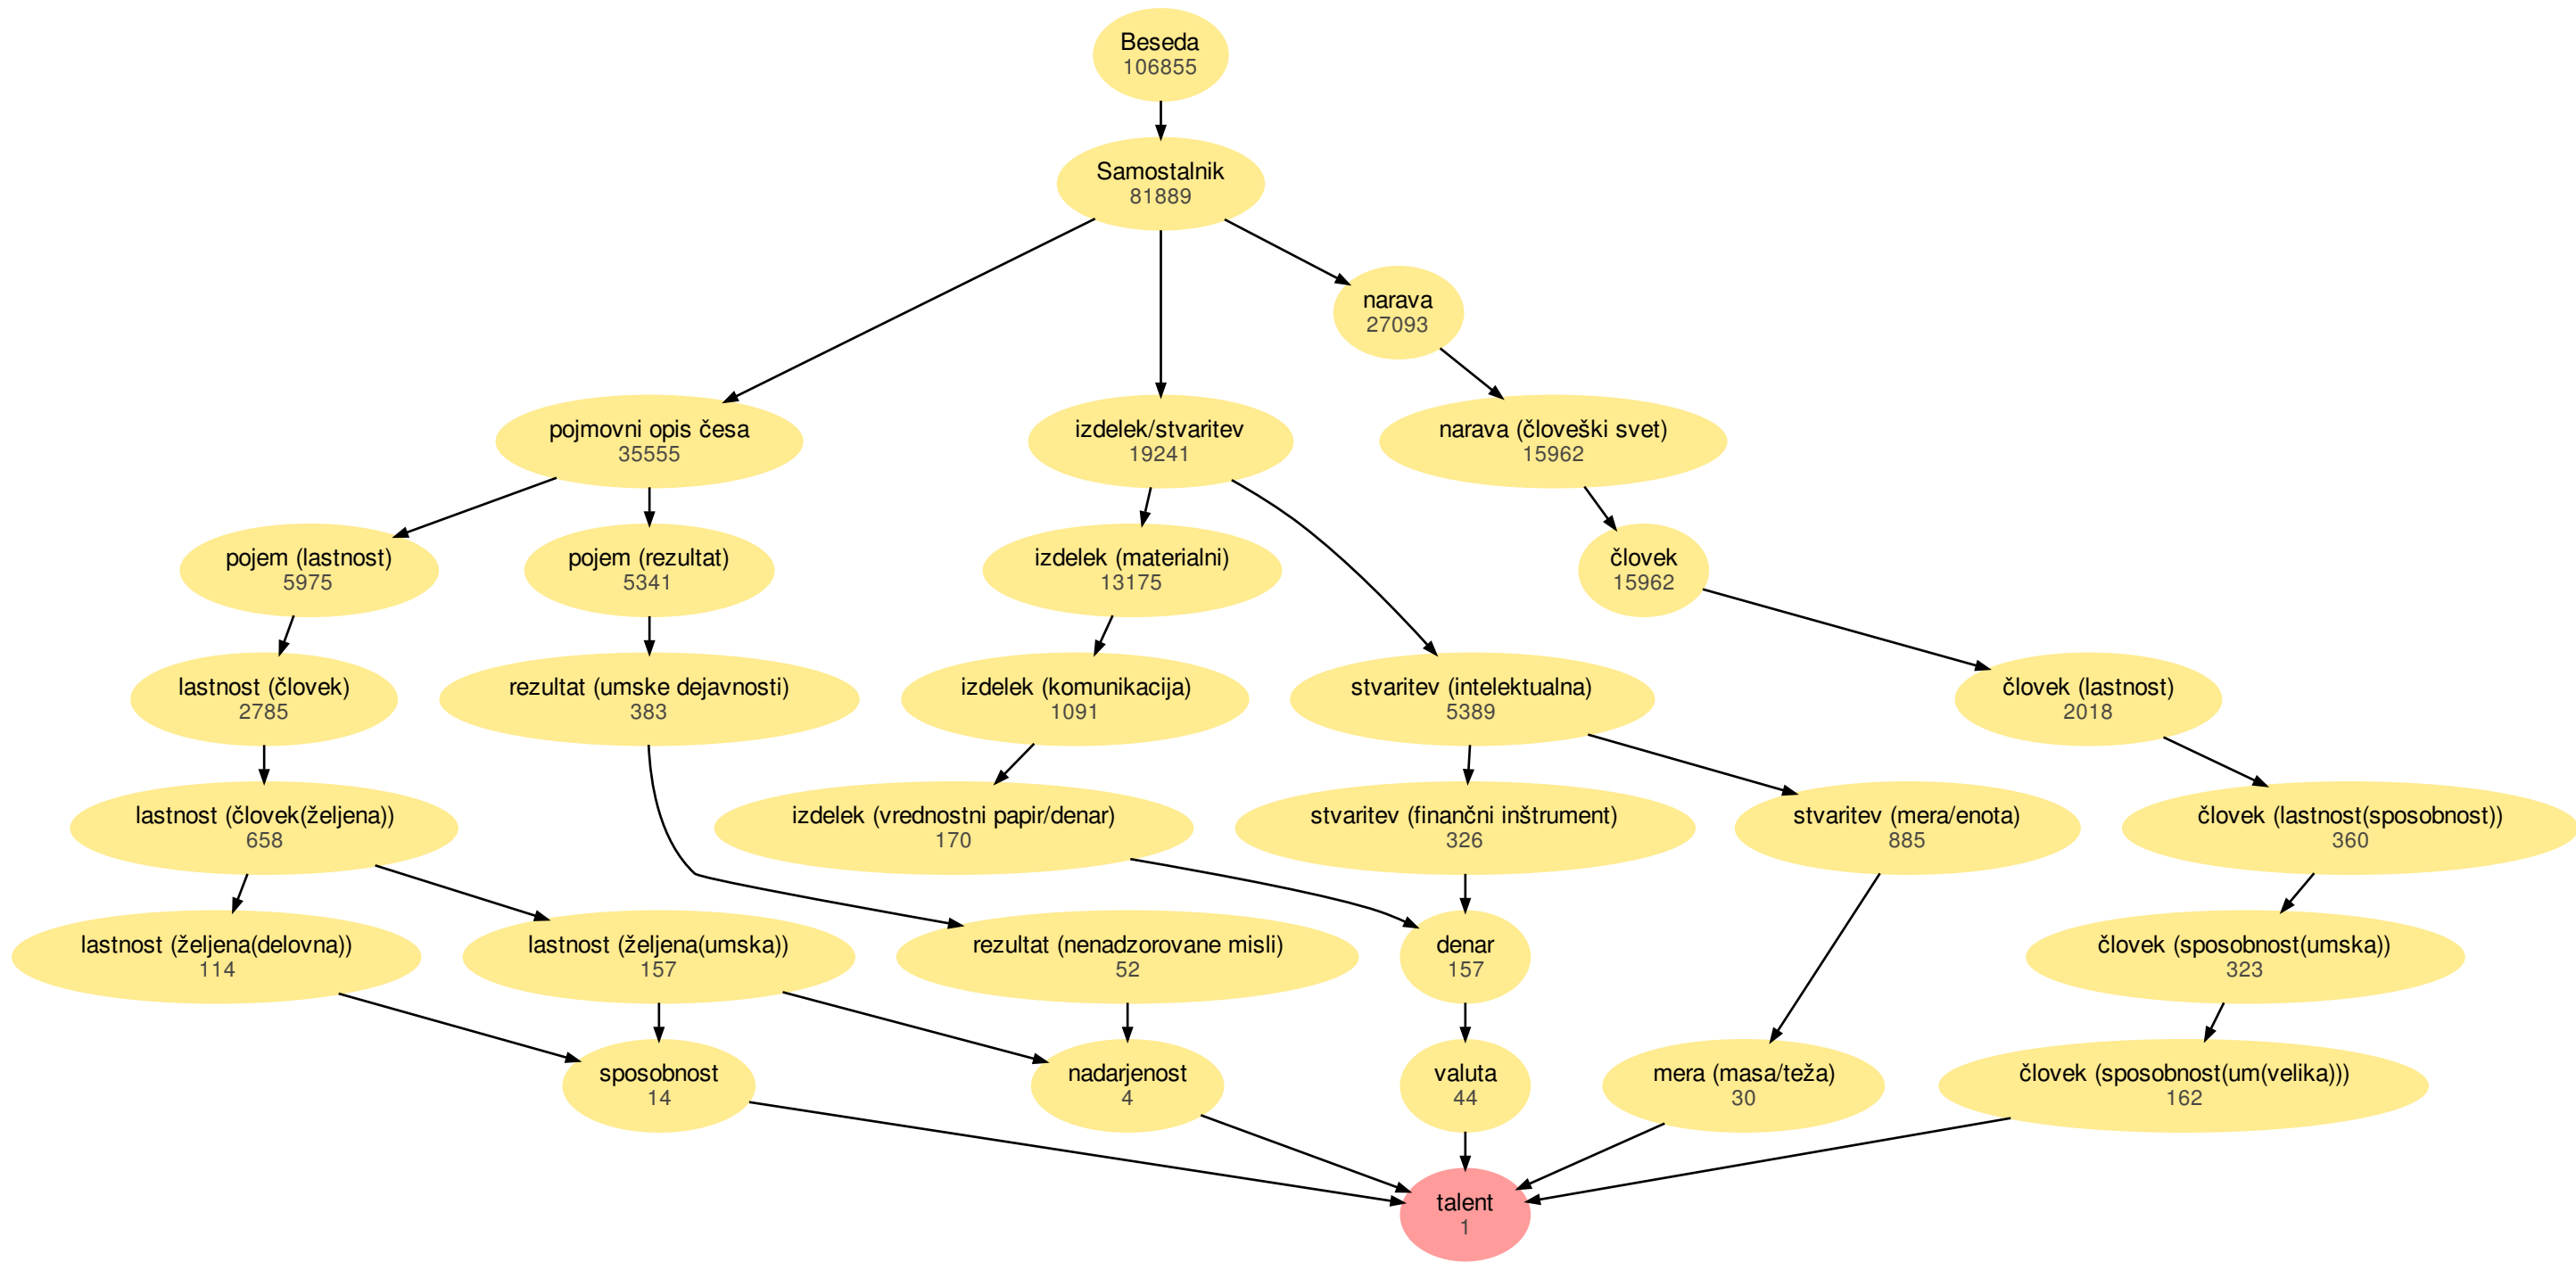 Beseda
106855
Samostalnik
81889
narava
27093
pojmovni opis česa
35555
izdelek/stvaritev
19241
narava (človeški svet)
15962
pojem (lastnost)
5975
pojem (rezultat)
5341
izdelek (materialni)
13175
človek
15962
lastnost (človek)
2785
rezultat (umske dejavnosti)
383
izdelek (komunikacija)
1091
stvaritev (intelektualna)
5389
človek (lastnost)
2018
lastnost (človek(željena))
658
izdelek (vrednostni papir/denar)
170
stvaritev (finančni inštrument)
326
stvaritev (mera/enota)
885
človek (lastnost(sposobnost))
360
lastnost (željena(delovna))
114
lastnost (željena(umska))
157
rezultat (nenadzorovane misli)
52
denar
157
človek (sposobnost(umska))
323
sposobnost
14
nadarjenost
4
valuta
44
mera (masa/teža)
30
človek (sposobnost(um(velika)))
162
talent
1